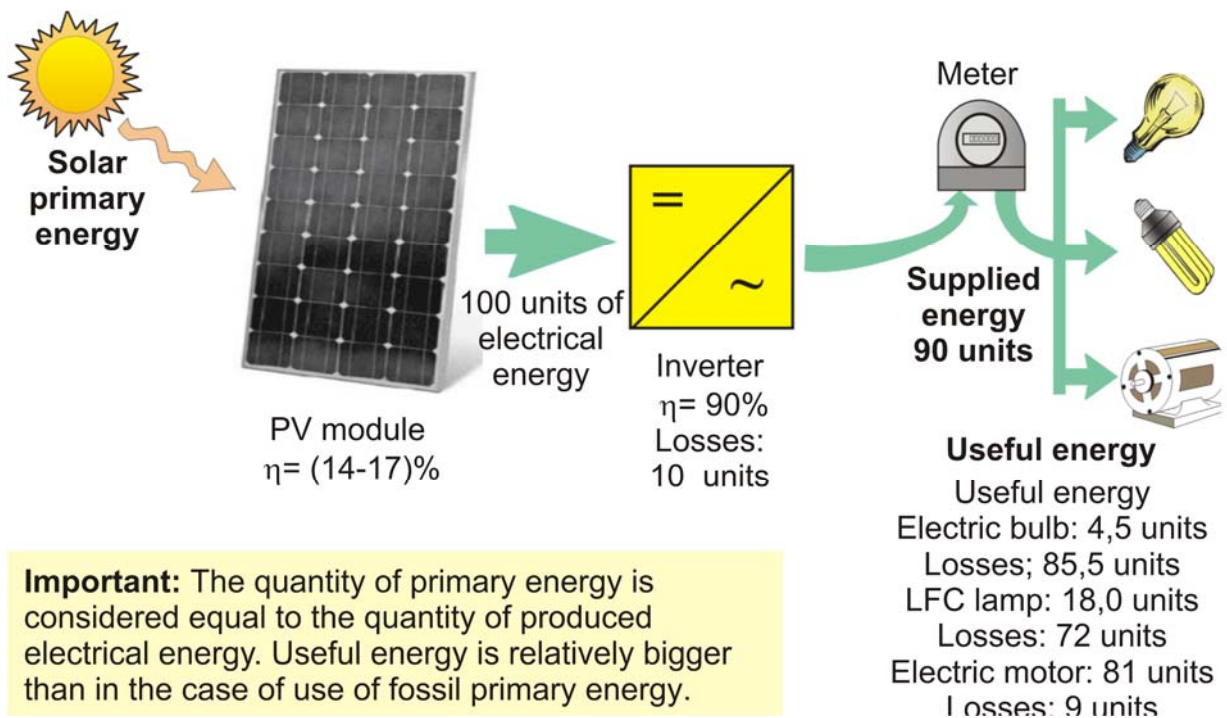 Solar
primary
energy
PV module
η= (14-17)%
100 units of
electrical
energy
=
~
Inverter
η= 90%
Losses:
10 units
Meter
Supplied
energy
90 units
Useful energy
Useful energy
Electric bulb: 4,5 units
Losses; 85,5 units
LFC lamp: 18,0 units
Losses: 72 units
Electric motor: 81 units
Losses: 9 units
Important: The quantity of primary energy is
considered equal to the quantity of produced
electrical energy. Useful energy is relatively bigger
than in the case of use of fossil primary energy.